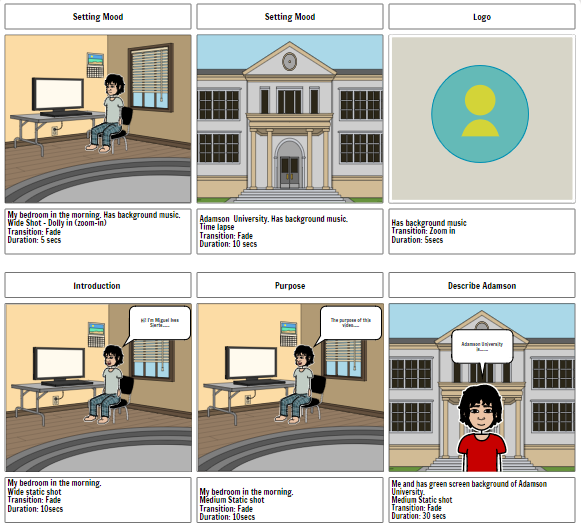 Setting Mood
Setting Mood
Logo
My bedroom in the morning. Has background music.
Wide Shot - Dolly in (zoom-in)
Transition: Fade
Duration: 5 secs
Adamson University. Has background music.
Time lapse
Transition: Fade
Duration: 10 secs
Has background music
Transition: Zoom in
Duration: 5secs
Introduction
Purpose
Describe Adamson
Hi! I'm Miguel Ives
Sierte.....
The purpose of this
video.....
Adamson University
is......
My bedroom in the morning.
Wide static shot
Transition: Fade
Duration: 10secs
My bedroom in the morning.
Medium Static shot
Transition: Fade
Duration: 10secs
Me and has green screen background of Adamson
University.
Medium Static shot
Transition: Fade
Duration: 30 secs